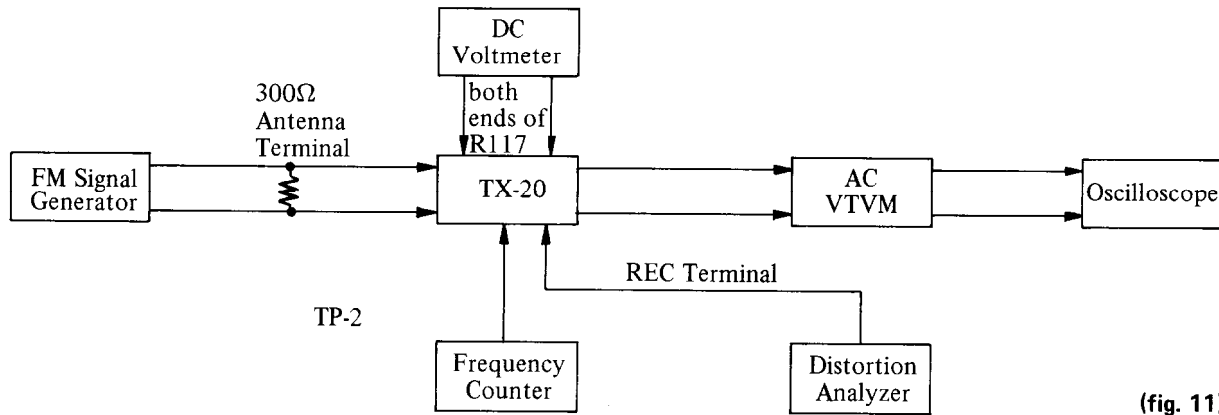 DC
Voltmeter
300Ω
Antenna
Terminal
both
ends of
R117
FM Signal
Generator
TX-20
AC
VTVM
Oscilloscope
REC Terminal
TP-2
Frequency
Counter
Distortion
Analyzer
(fig. 11)